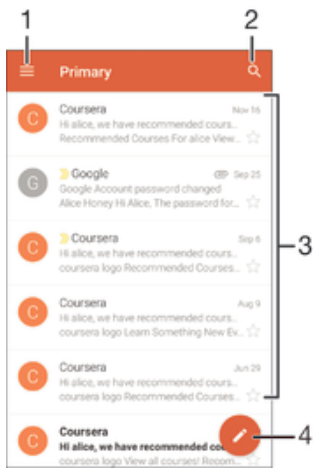 1
2
Primary
C
Coursera
Nov 16
Hi alice, we have recommended cours...
Recommended Courses For alice View...
G
Google
Sep 25
Google Account password changed
Alice Honey Hi Alice, The password for...
C
Coursera
Sep 6
Hi alice, we have recommended cours...
coursera logo Recommended Courses...
3
C
Coursera
Aug 9
Hi alice, we have recommended cours...
coursera logo Learn Something New Ev...
C
Coursera
Jun 29
Hi alice, we have recommended cours...
coursera logo Recommended Courses...
C
Coursera
Hi alice, we have recommended
coursera logo View all courses! Recom...
4